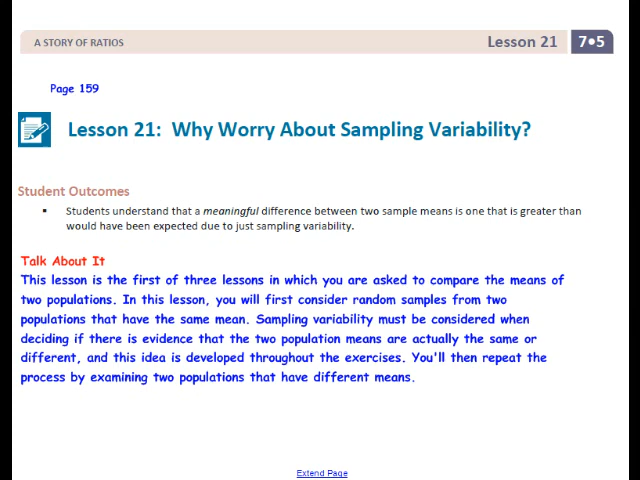 A STORY OF RATIOS
Lesson 21
7•5
Page 159
Lesson 21: Why Worry About Sampling Variability?
Student Outcomes
▪ Students understand that a meaningful difference between two sample means is one that is greater than
would have been expected due to just sampling variability.
Talk About It
This lesson is the first of three lessons in which you are asked to compare the means of
two populations. In this lesson, you will first consider random samples from two
populations that have the same mean. Sampling variability must be considered when
deciding if there is evidence that the two population means are actually the same or
different, and this idea is developed throughout the exercises. You'll then repeat the
process by examining two populations that have different means.
Extend Page